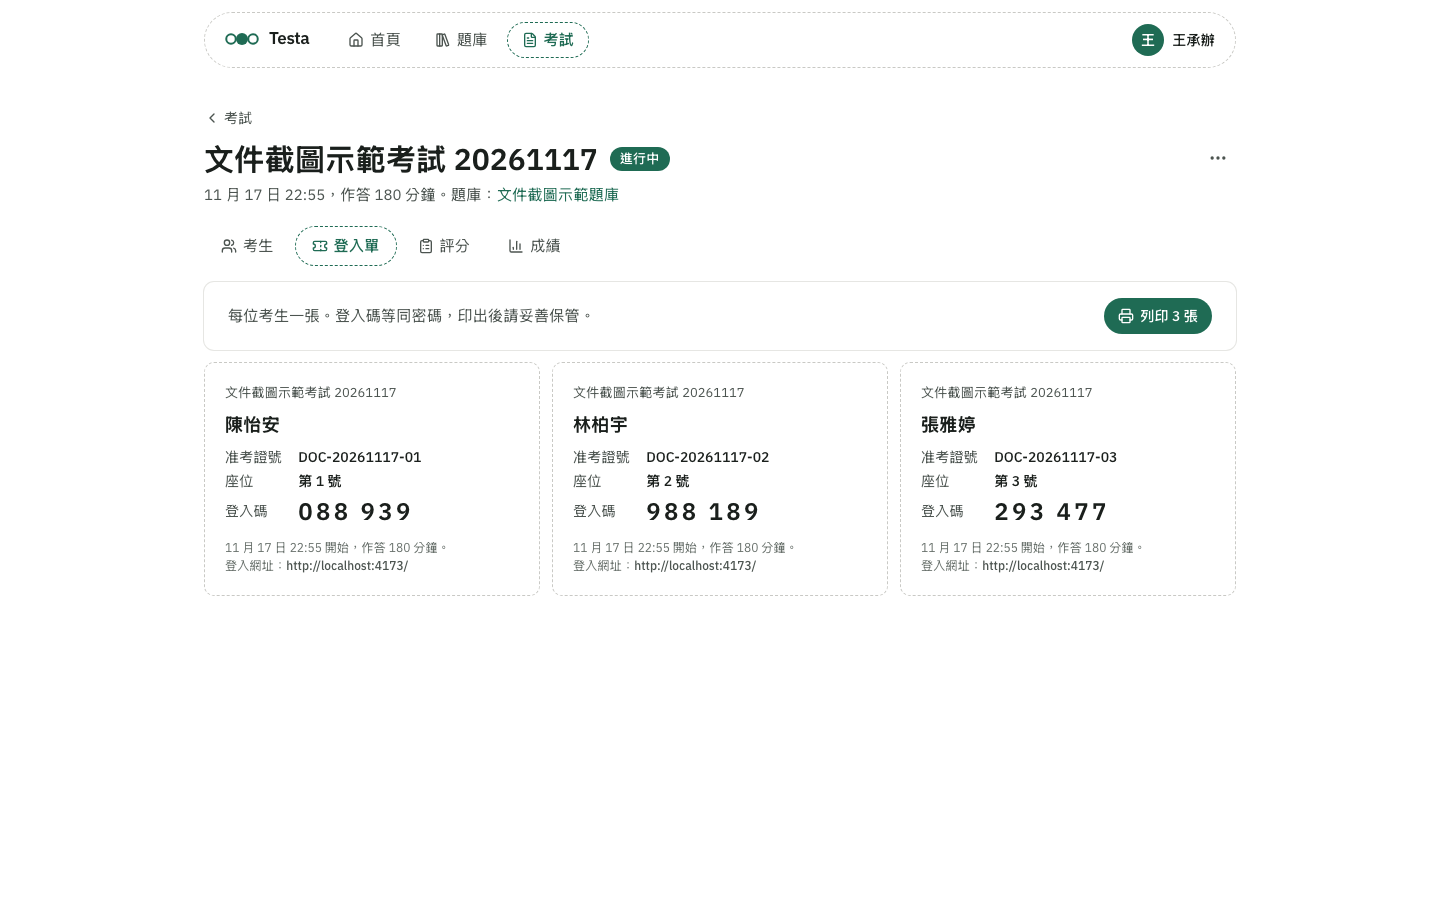 Testa 首頁 題庫 考試 王 王承辦
考試
文件截圖示範考試 20261117 進行中
11 月 17 日 22:55，作答 180 分鐘。題庫：文件截圖示範題庫
考生 登入單 評分 成績
每位考生一張。登入碼等同密碼，印出後請妥善保管。 列印 3 張
文件截圖示範考試 20261117
陳怡安
准考證號 DOC-20261117-01
座位 第 1 號
登入碼 088 939
11 月 17 日 22:55 開始，作答 180 分鐘。
登入網址：http://localhost:4173/
文件截圖示範考試 20261117
林柏宇
准考證號 DOC-20261117-02
座位 第 2 號
登入碼 988 189
11 月 17 日 22:55 開始，作答 180 分鐘。
登入網址：http://localhost:4173/
文件截圖示範考試 20261117
張雅婷
准考證號 DOC-20261117-03
座位 第 3 號
登入碼 293 477
11 月 17 日 22:55 開始，作答 180 分鐘。
登入網址：http://localhost:4173/